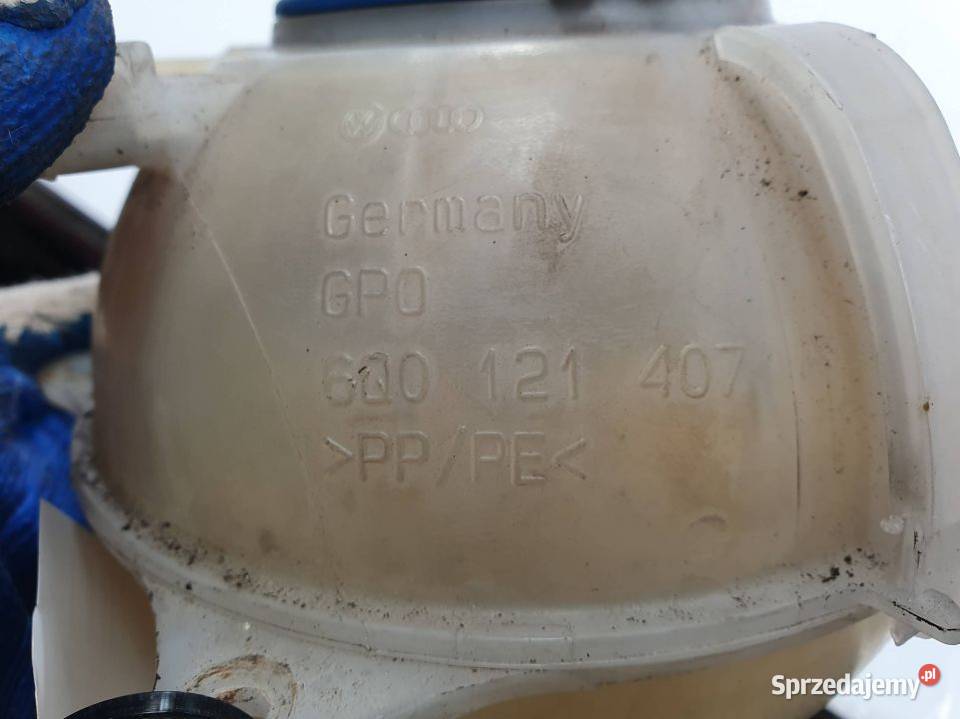 Germany
GPO
6Q0 121 407
>PP/PE<
Sprzedajemy.pl